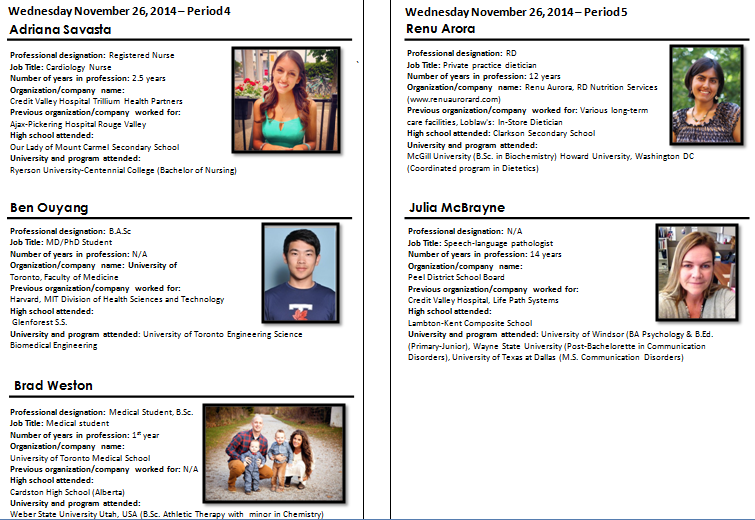 Wednesday November 26, 2014 – Period 4
Adriana Savasta
Professional designation: Registered Nurse
Job Title: Cardiology Nurse
Number of years in profession: 2.5 years
Organization/company name:
Credit Valley Hospital Trillium Health Partners
Previous organization/company worked for:
Ajax-Pickering Hospital Rouge Valley
High school attended:
Our Lady of Mount Carmel Secondary School
University and program attended:
Ryerson University-Centennial College (Bachelor of Nursing)
Ben Ouyang
Professional designation: B.A.Sc
Job Title: MD/PhD Student
Number of years in profession: N/A
Organization/company name: University of
Toronto, Faculty of Medicine
Previous organization/company worked for:
Harvard, MIT Division of Health Sciences and Technology
High school attended:
Glenforest S.S.
University and program attended: University of Toronto Engineering Science
Biomedical Engineering
Brad Weston
Professional designation: Medical Student, B.Sc.
Job Title: Medical student
Number of years in profession: 1st year
Organization/company name:
University of Toronto Medical School
Previous organization/company worked for: N/A
High school attended:
Cardston High School (Alberta)
University and program attended:
Weber State University Utah, USA (B.Sc. Athletic Therapy with minor in Chemistry)
Wednesday November 26, 2014 – Period 5
Renu Arora
Professional designation: RD
Job Title: Private practice dietician
Number of years in profession: 12 years
Organization/company name: Renu Aurora, RD Nutrition Services
(www.renuaurorard.com)
Previous organization/company worked for: Various long-term
care facilities, Loblaw's: In-Store Dietician
High school attended: Clarkson Secondary School
University and program attended:
McGill University (B.Sc. in Biochemistry) Howard University, Washington DC
(Coordinated program in Dietetics)
Julia McBrayne
Professional designation: N/A
Job Title: Speech-language pathologist
Number of years in profession: 14 years
Organization/company name:
Peel District School Board
Previous organization/company worked for:
Credit Valley Hospital, Life Path Systems
High school attended:
Lambton-Kent Composite School
University and program attended: University of Windsor (BA Psychology & B.Ed.
(Primary-Junior), Wayne State University (Post-Bachelorette in Communication
Disorders), University of Texas at Dallas (M.S. Communication Disorders)